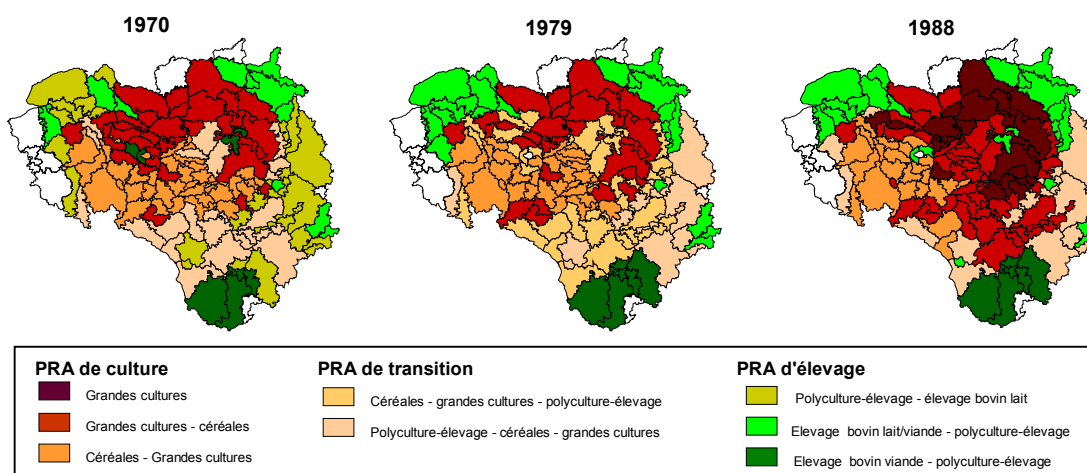 1970
1979
1988
PRA de culture
Grandes cultures
Grandes cultures - céréales
Céréales - Grandes cultures
PRA de transition
Céréales - grandes cultures - polyculture-élevage
Polyculture-élevage - céréales - grandes cultures
PRA d'élevage
Polyculture-élevage - élevage bovin lait
Elevage bovin lait/viande - polyculture-élevage
Elevage bovin viande - polyculture-élevage